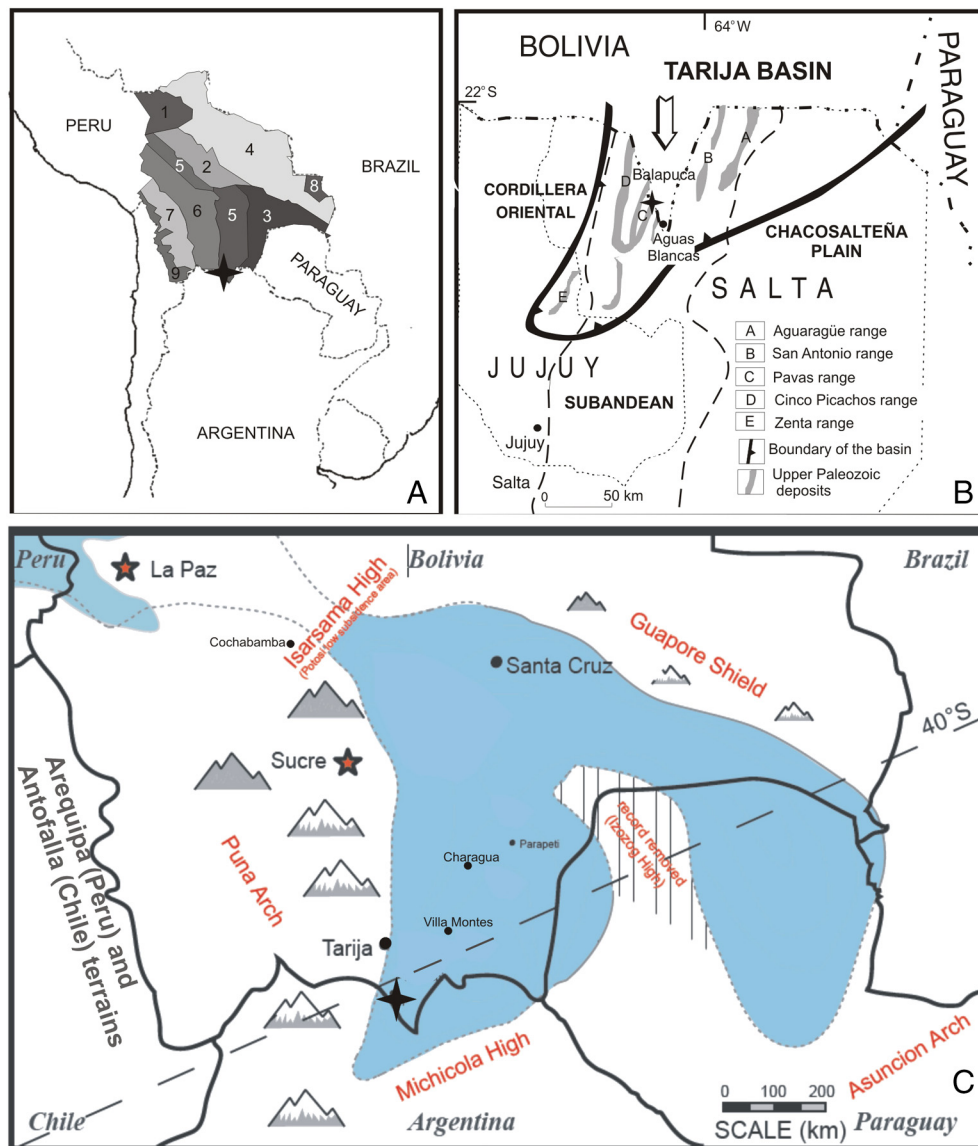 PERU
BRAZIL
PARAGUAY
ARGENTINA
1
2
4
5
8
7
6
5
3
9
A
BOLIVIA
64°W
PARAGUAY
TARIJA BASIN
22°S
A
B
D
Balapuca
CORDILLERA
ORIENTAL
C
Aguas
Blancas
CHACOSALTEÑA
PLAIN
E
SALTA
JUJUY
SUBANDEAN
Jujuy
Salta
0 50 km
A Aguaragüe range
B San Antonio range
C Pavas range
D Cinco Picachos range
E Zenta range
Boundary of the basin
Upper Paleozoic
deposits
B
Peru
La Paz
Bolivia
Brazil
Isarsama High
(Potosi low subsidence area)
Cochabamba
Santa Cruz
Guapore Shield
40°S
Sucre
Arequipa (Peru) and
Antofalla (Chile) terrains
Puna Arch
record removed
(Izozog High)
Parapeti
Charagua
Villa Montes
Tarija
Michicola High
Asuncion Arch
Chile
Argentina
Paraguay
0 100 200
SCALE (km)
C